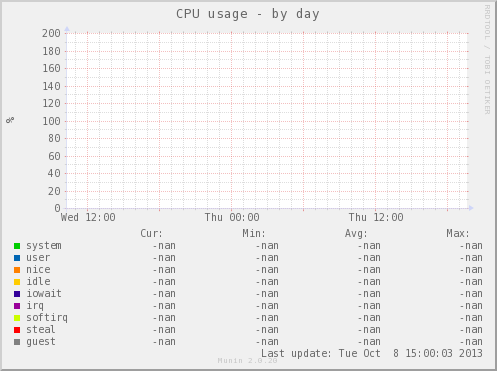 CPU usage - by day
RRDTOOL / TOBI OETIKER
200
180
160
140
120
100
80
60
40
20
0
%
Wed 12:00 Thu 00:00 Thu 12:00
Cur: Min: Avg: Max:
system -nan -nan -nan -nan
user -nan -nan -nan -nan
nice -nan -nan -nan -nan
idle -nan -nan -nan -nan
iowait -nan -nan -nan -nan
irq -nan -nan -nan -nan
softirq -nan -nan -nan -nan
steal -nan -nan -nan -nan
guest -nan -nan -nan -nan
Last update: Tue Oct 8 15:00:03 2013
Munin 2.0.20